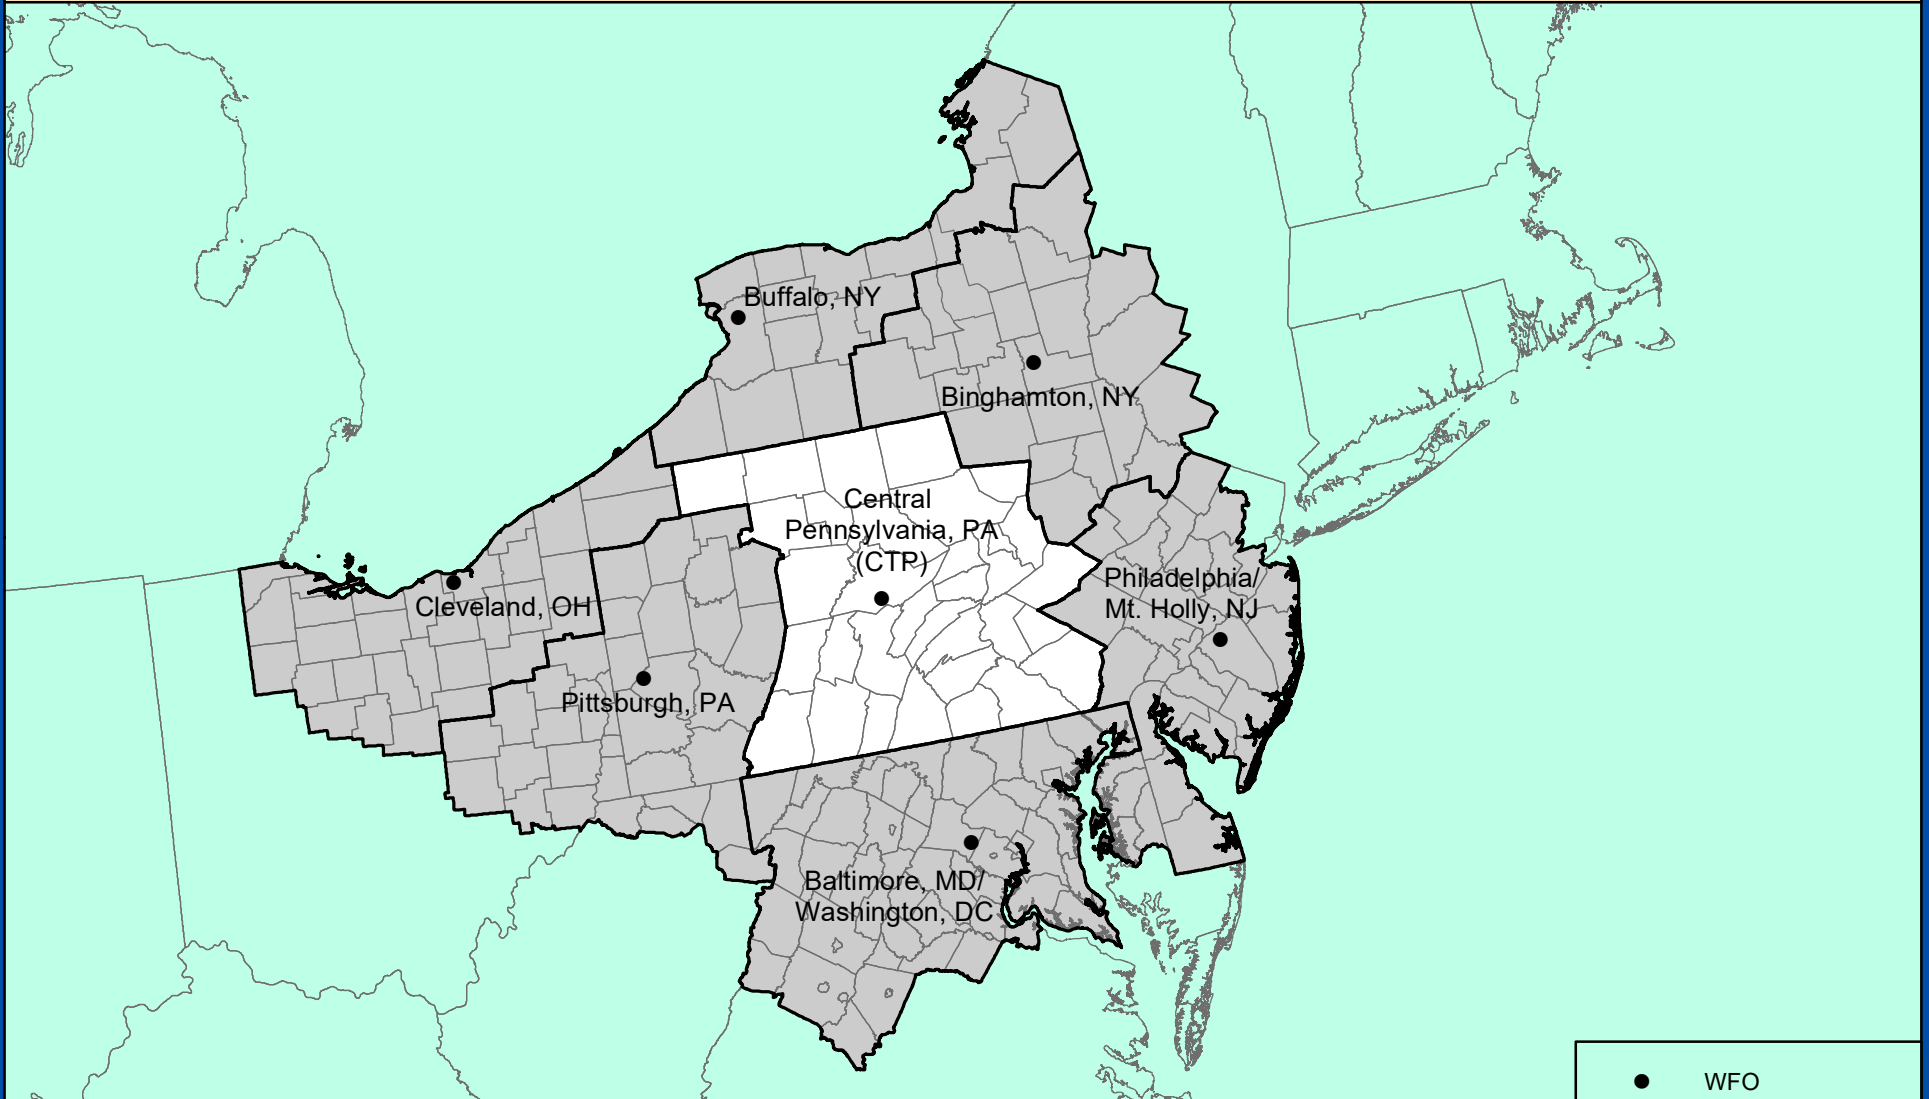 Buffalo, NY
Binghamton, NY
Central
Pennsylvania, PA
(CTP)
Philadelphia/
Mt. Holly, NJ
Cleveland, OH
Pittsburgh, PA
Baltimore, MD/
Washington, DC
WFO